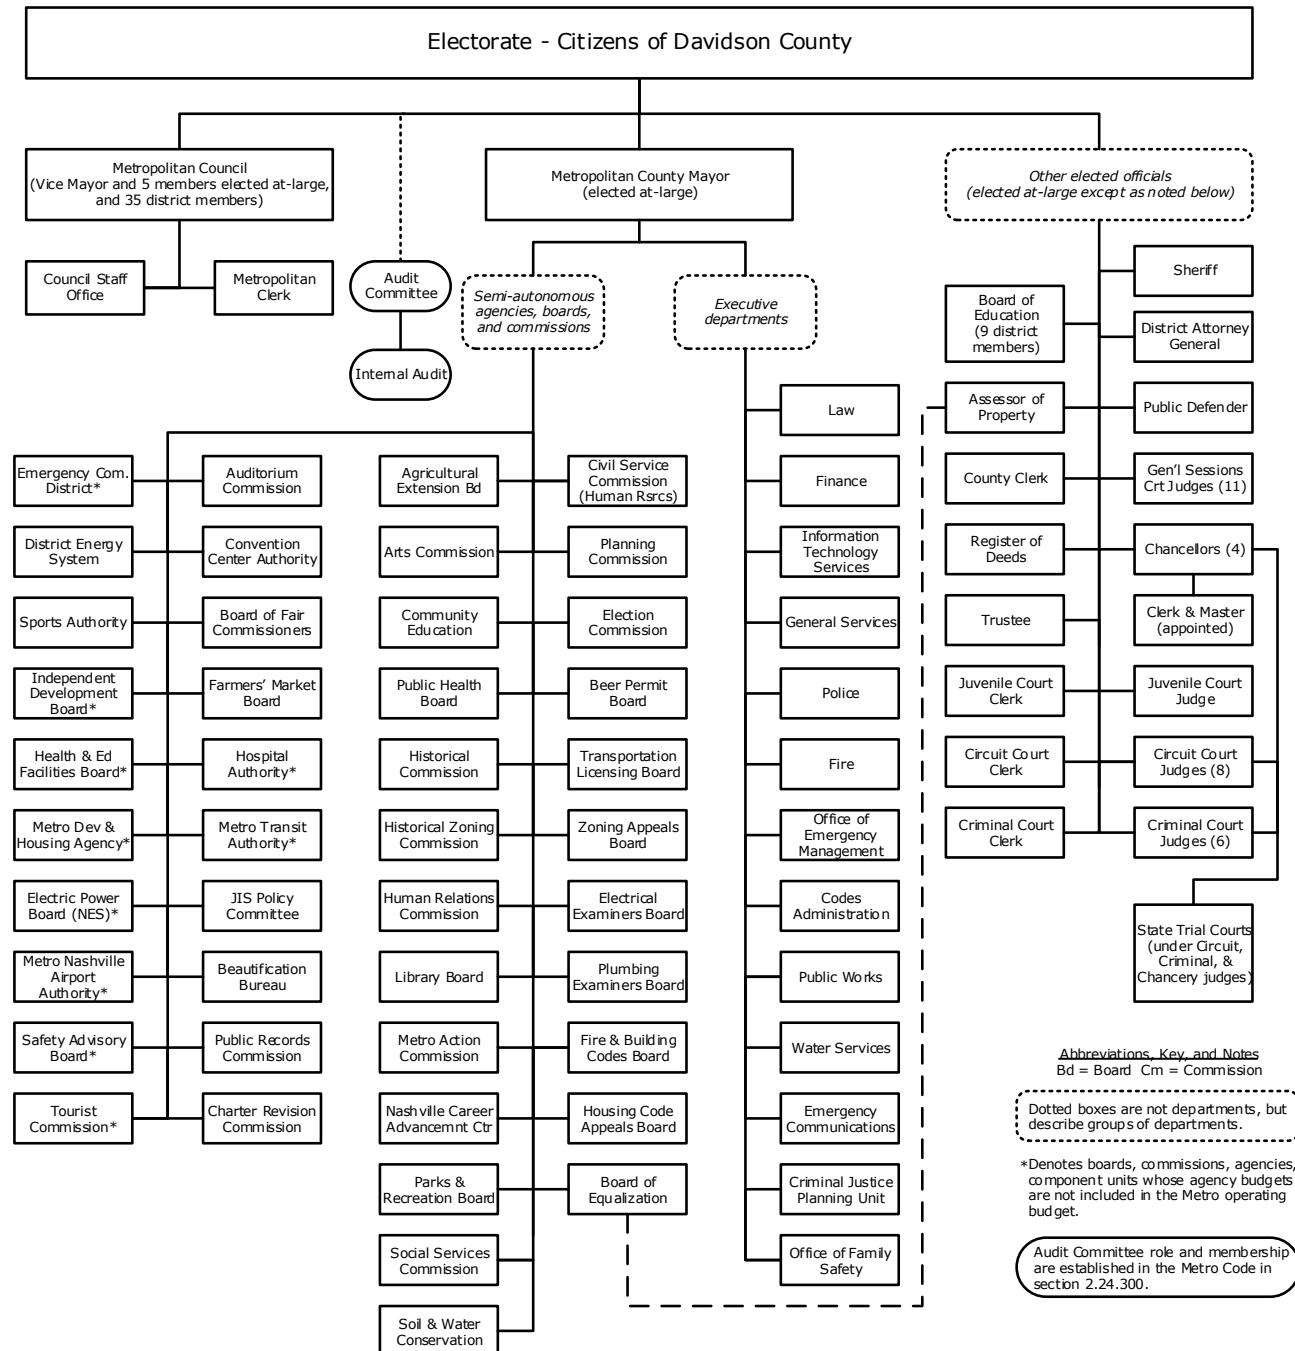 Electorate - Citizens of Davidson County
Metropolitan Council
(Vice Mayor and 5 members elected at-large,
and 35 district members)
Metropolitan County Mayor
(elected at-large)
Other elected officials
(elected at-large except as noted below)
Council Staff
Office
Metropolitan
Clerk
Audit
Committee
Internal Audit
Semi-autonomous
agencies, boards,
and commissions
Executive
departments
Sheriff
Board of
Education
(9 district
members)
District Attorney
General
Assessor of
Property
Public Defender
County Clerk
Gen'l Sessions
Crt Judges (11)
Register of
Deeds
Chancellors (4)
Trustee
Clerk & Master
(appointed)
Juvenile Court
Clerk
Juvenile Court
Judge
Circuit Court
Clerk
Circuit Court
Judges (8)
Criminal Court
Clerk
Criminal Court
Judges (6)
State Trial Courts
(under Circuit,
Criminal, &
Chancery judges)
Emergency Com.
District*
Auditorium
Commission
District Energy
System
Convention
Center Authority
Sports Authority
Board of Fair
Commissioners
Independent
Development
Board*
Farmers' Market
Board
Health & Ed
Facilities Board*
Hospital
Authority*
Metro Dev &
Housing Agency*
Metro Transit
Authority*
Electric Power
Board (NES)*
JIS Policy
Committee
Metro Nashville
Airport
Authority*
Beautification
Bureau
Safety Advisory
Board*
Public Records
Commission
Tourist
Commission*
Charter Revision
Commission
Agricultural
Extension Bd
Civil Service
Commission
(Human Rsrcs)
Arts Commission
Planning
Commission
Community
Education
Election
Commission
Public Health
Board
Beer Permit
Board
Historical
Commission
Transportation
Licensing Board
Historical Zoning
Commission
Zoning Appeals
Board
Human Relations
Commission
Electrical
Examiners Board
Library Board
Plumbing
Examiners Board
Metro Action
Commission
Fire & Building
Codes Board
Nashville Career
Advancemnt Ctr
Housing Code
Appeals Board
Parks &
Recreation Board
Board of
Equalization
Social Services
Commission
Soil & Water
Conservation
Law
Finance
Information
Technology
Services
General Services
Police
Fire
Office of
Emergency
Management
Codes
Administration
Public Works
Water Services
Emergency
Communications
Criminal Justice
Planning Unit
Office of Family
Safety
Abbreviations, Key, and Notes
Bd = Board Cm = Commission
Dotted boxes are not departments, but
describe groups of departments.
*Denotes boards, commissions, agencies,
component units whose agency budgets
are not included in the Metro operating
budget.
Audit Committee role and membership
are established in the Metro Code in
section 2.24.300.